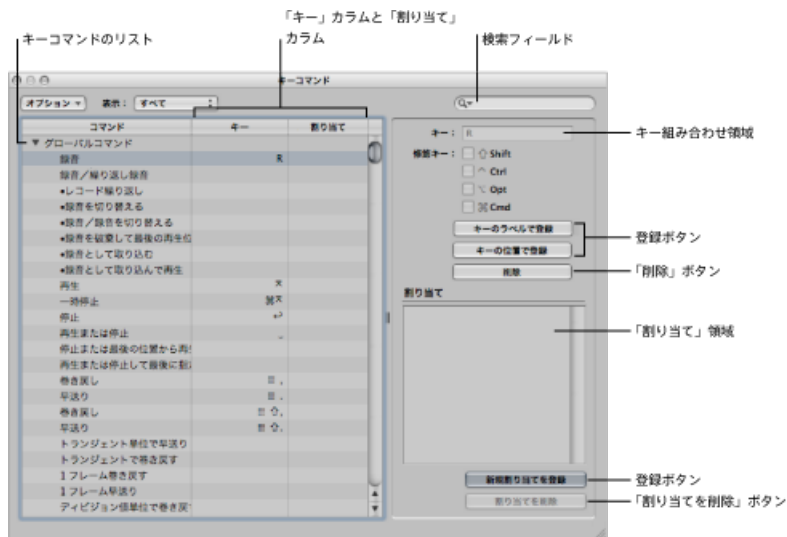 「キー」カラムと「割り当て」
カラム
キーコマンドのリスト
検索フィールド
キーコマンド
オプション
表示：
すべて
コマンド
キー
割り当て
▼ グローバルコマンド
録音
R
録音／繰り返し録音
•レコード繰り返し
•録音を切り替える
•録音／録音を切り替える
•録音を破棄して最後の再生位
•録音として取り込む
•録音として取り込んで再生
再生
一時停止
停止
再生または停止
停止または最後の位置から再生
再生または停止して最後に
巻き戻し
早送り
巻き戻し
早送り
トランジェント単位で早送り
トランジェントで巻き戻す
1 フレーム巻き戻す
1 フレーム早送り
ディビジョン値単位で巻き戻
キー：
R
修飾キー：
⇧ Shift
⌃ Ctrl
⌥ Opt
⌘ Cmd
キーのラベルで登録
キーの位置で登録
削除
割り当て
新規割り当てを登録
割り当てを削除
キー組み合わせ領域
登録ボタン
「削除」ボタン
「割り当て」領域
登録ボタン
「割り当てを削除」ボタン